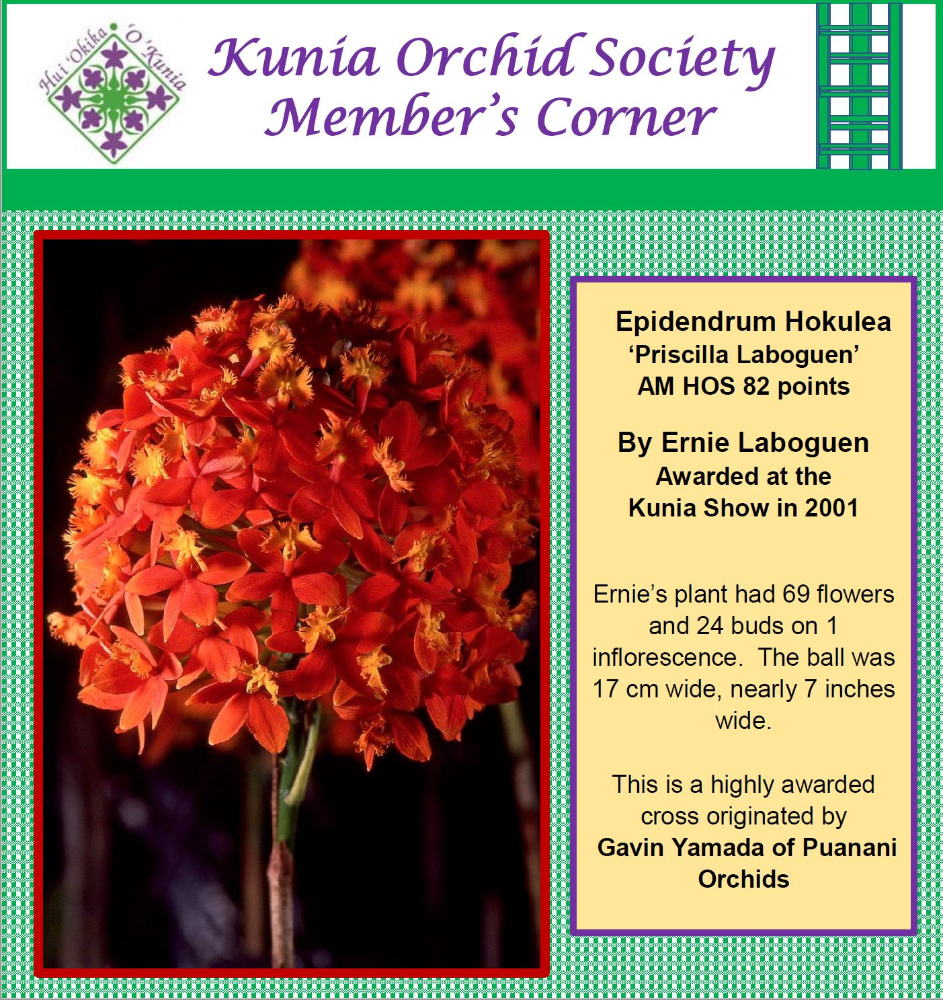 Hui 'Okika 'O 'Kunia
Kunia Orchid Society
Member’s Corner
Epidendrum Hokulea
‘Priscilla Laboguen’
AM HOS 82 points
By Ernie Laboguen
Awarded at the
Kunia Show in 2001
Ernie’s plant had 69 flowers
and 24 buds on 1
inflorescence.  The ball was
17 cm wide, nearly 7 inches
wide.
This is a highly awarded
cross originated by
Gavin Yamada of Puanani
Orchids